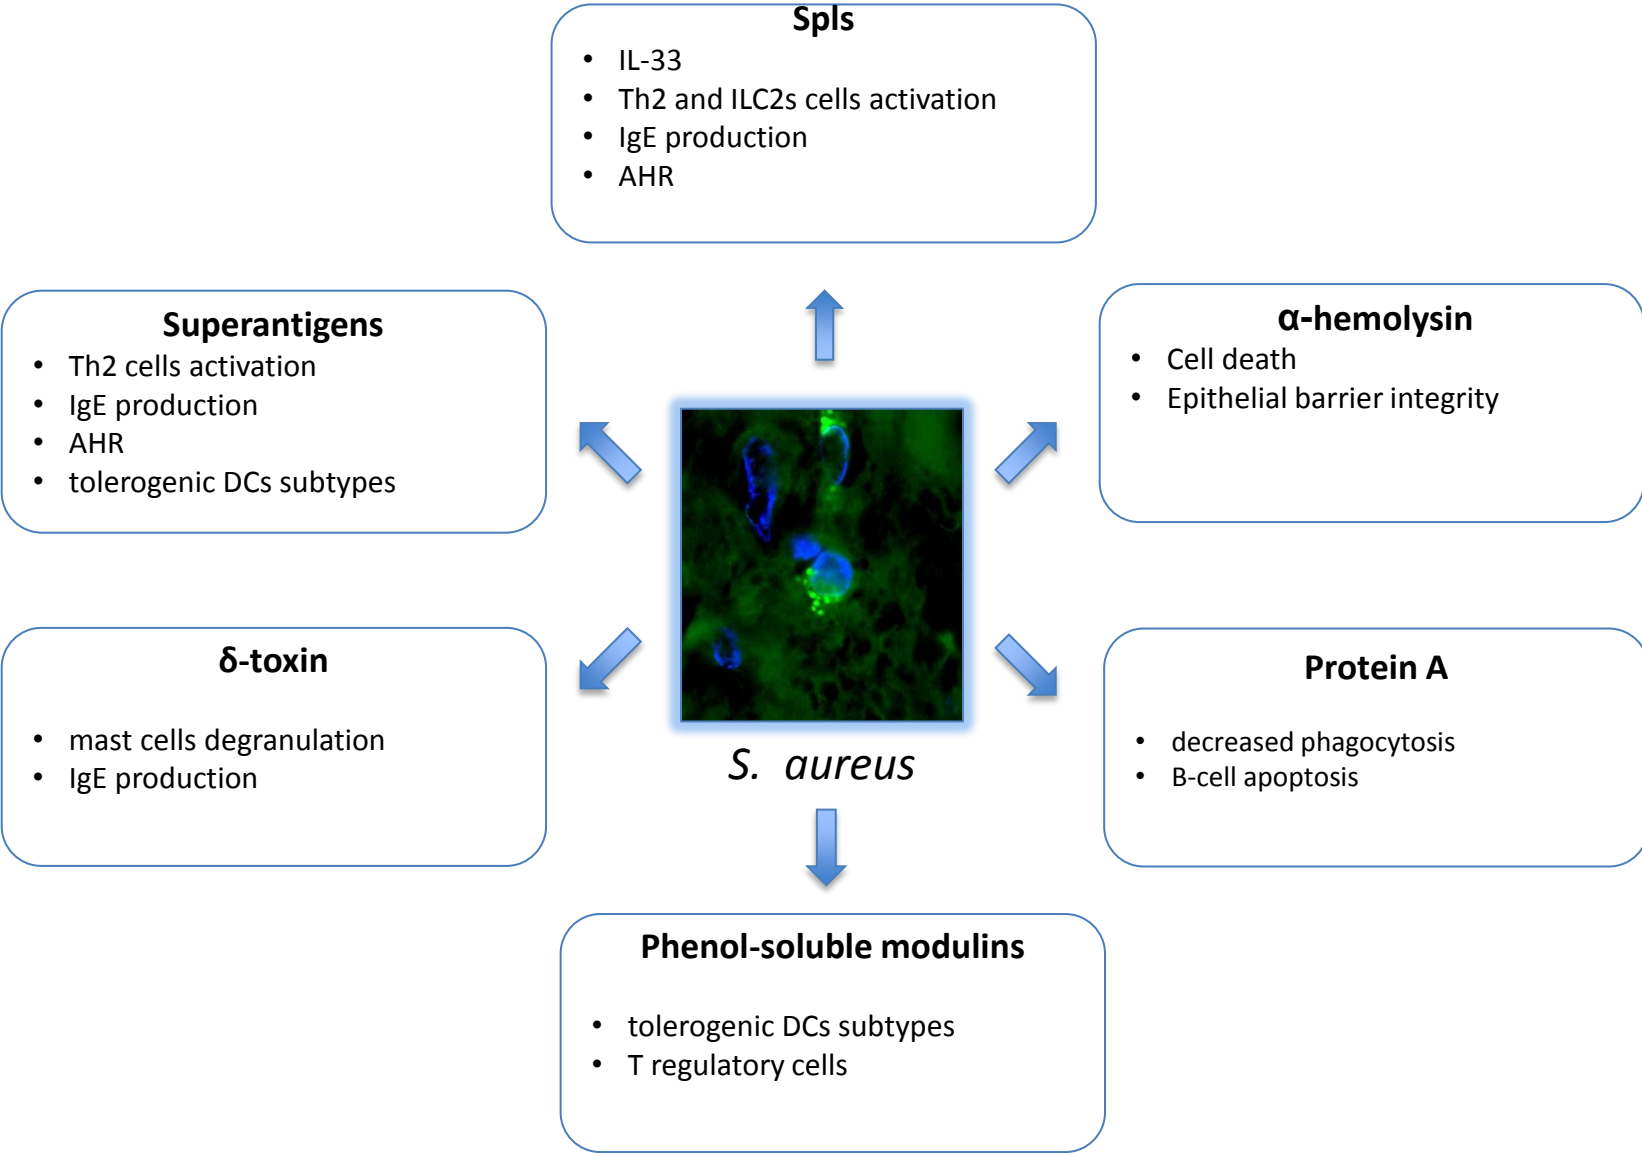 Spls
• IL-33
• Th2 and ILC2s cells activation
• IgE production
• AHR
Superantigens
• Th2 cells activation
• IgE production
• AHR
• tolerogenic DCs subtypes
α-hemolysin
• Cell death
• Epithelial barrier integrity
δ-toxin
• mast cells degranulation
• IgE production
S. aureus
Protein A
• decreased phagocytosis
• B-cell apoptosis
Phenol-soluble modulins
• tolerogenic DCs subtypes
• T regulatory cells